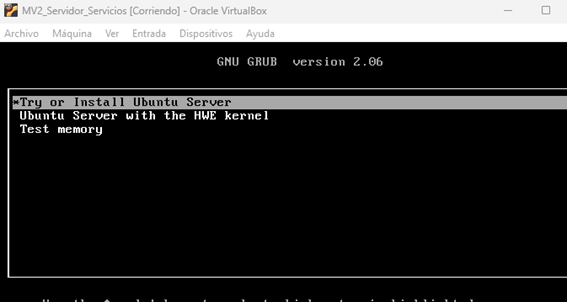 MV2_Servidor_Servicios [Corriendo] - Oracle VirtualBox
Archivo Máquina Ver Entrada Dispositivos Ayuda
GNU GRUB version 2.06
*Try or Install Ubuntu Server
Ubuntu Server with the HWE kernel
Test memory